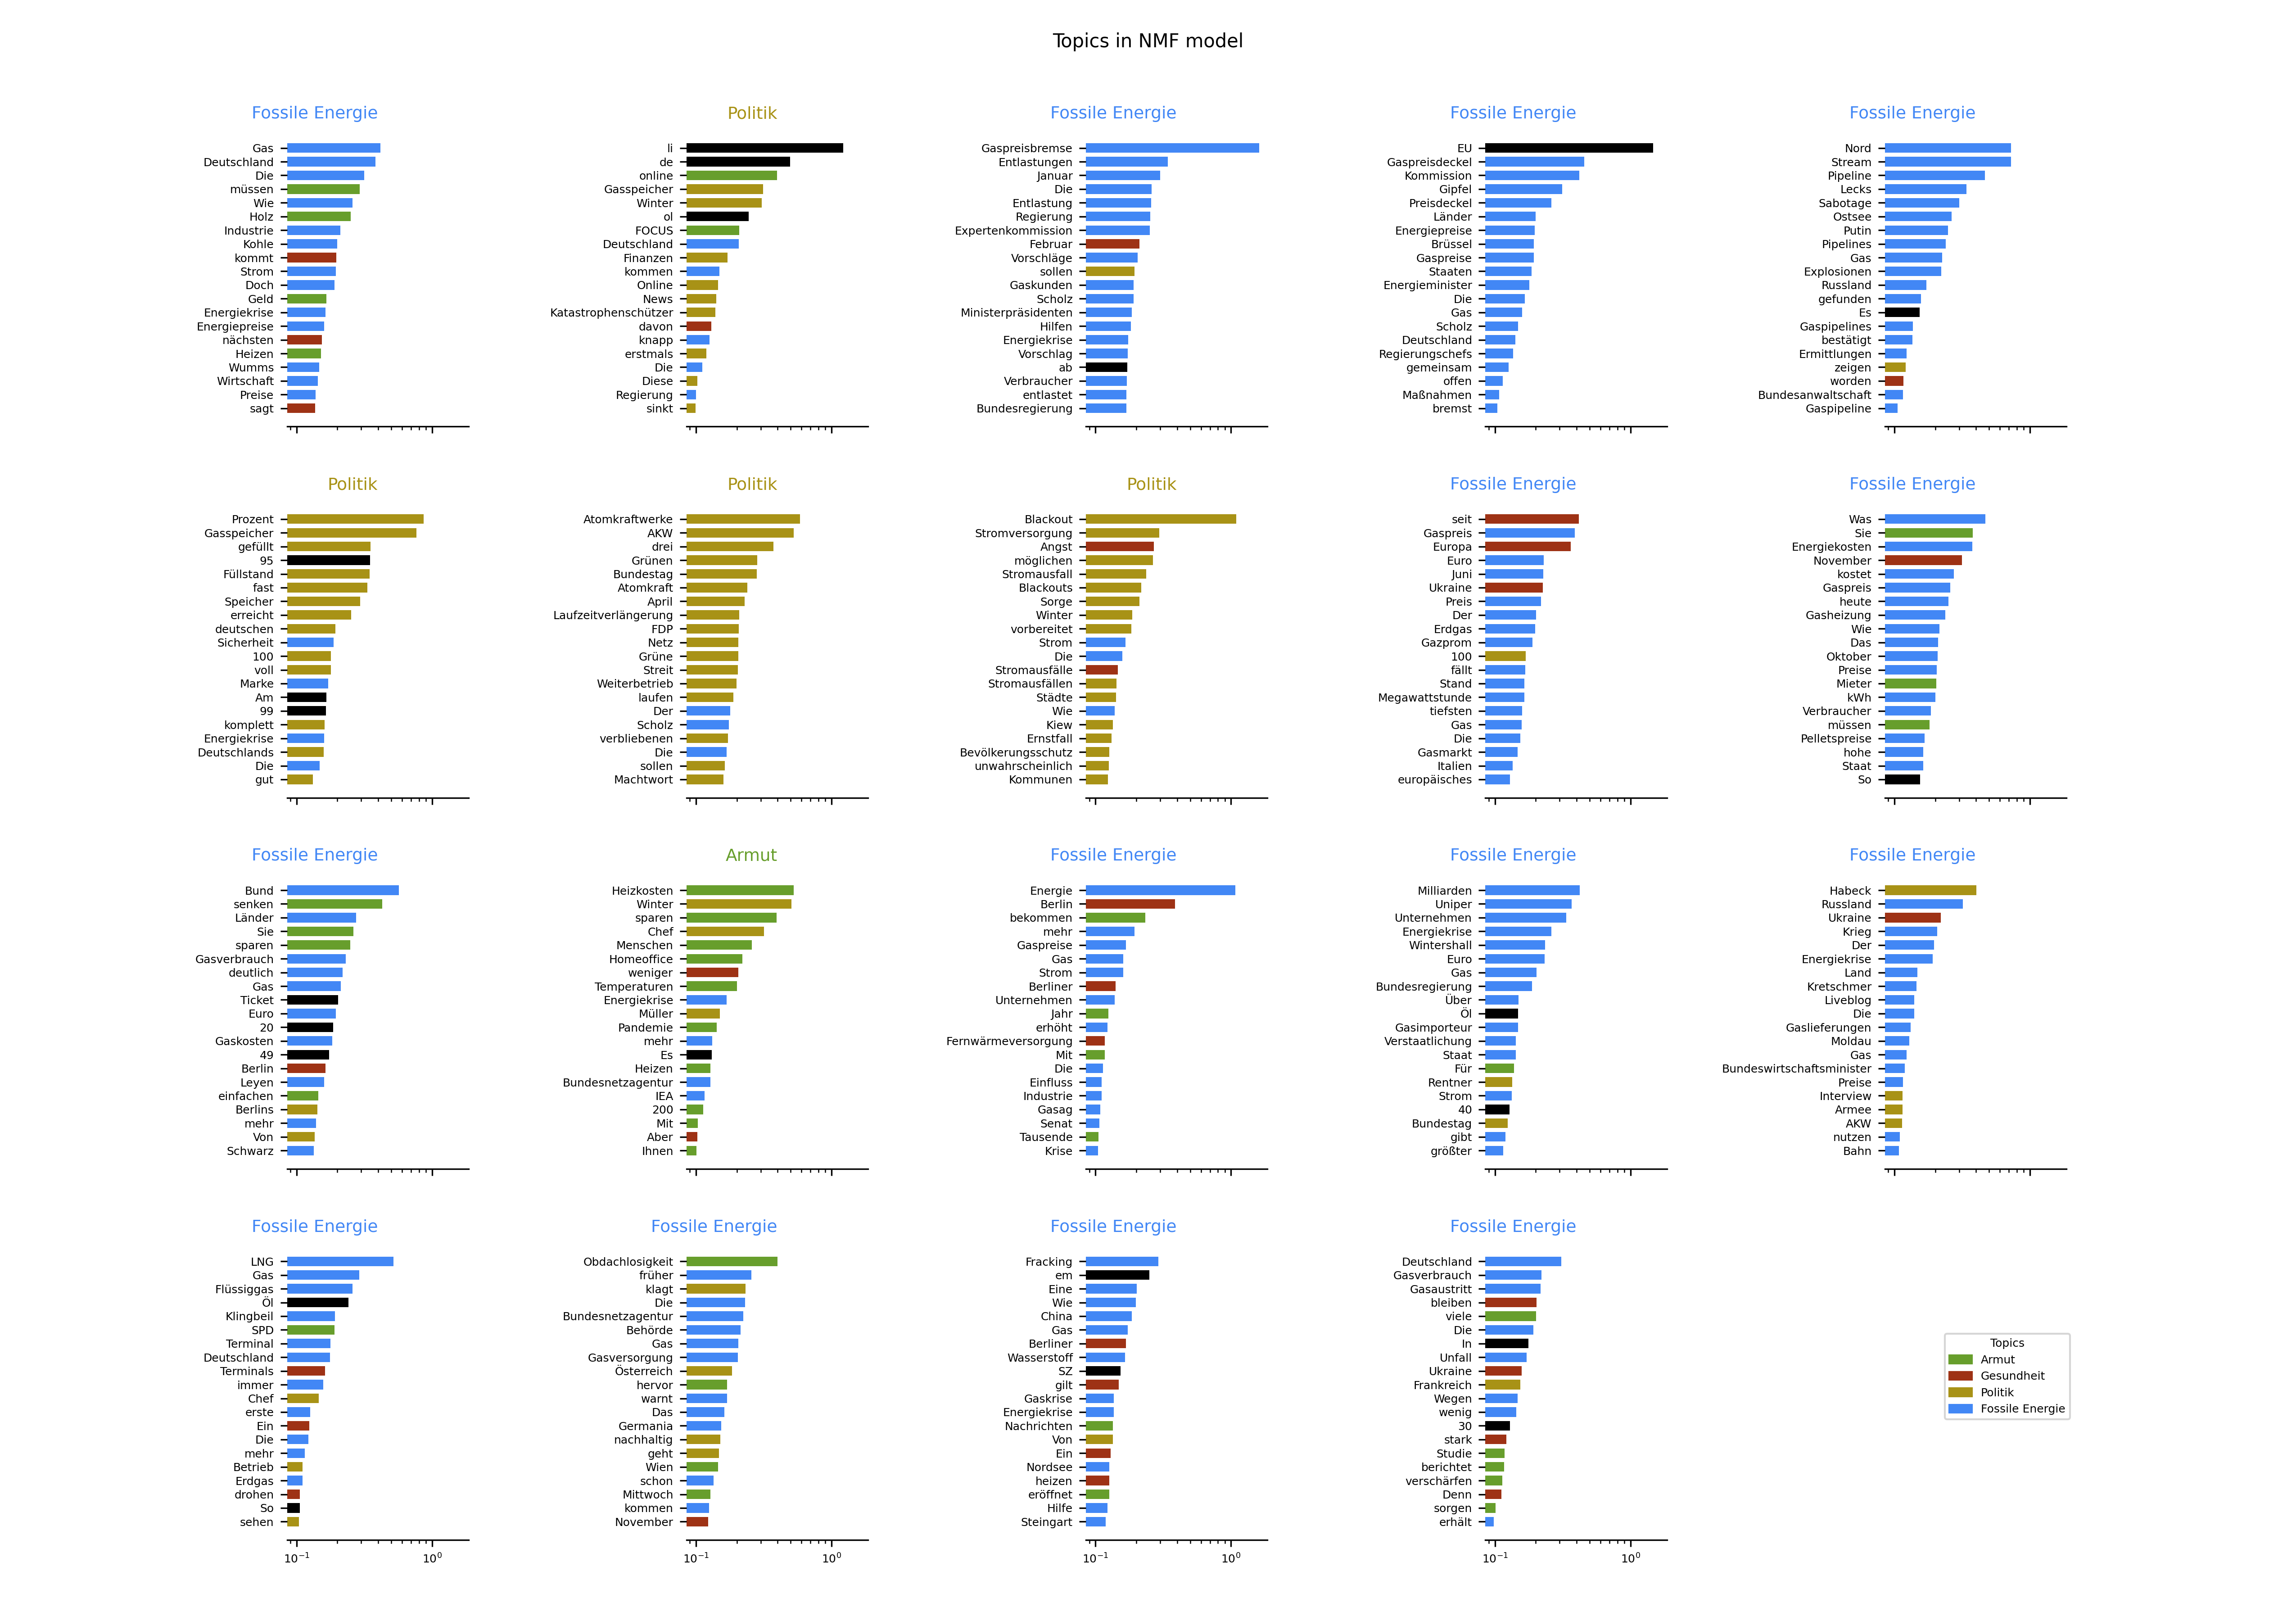 Topics in NMF model
Fossile Energie
Gas
Deutschland
Die
müssen
Wie
Holz
Industrie
Kohle
kommt
Strom
Doch
Geld
Energiekrise
Energiepreise
nächsten
Heizen
Wumms
Wirtschaft
Preise
sagt
Politik
li
de
online
Gasspeicher
Winter
ol
FOCUS
Deutschland
Finanzen
kommen
Online
News
Katastrophenschützer
davon
knapp
erstmals
Die
Diese
Regierung
sinkt
Fossile Energie
Gaspreisbremse
Entlastungen
Januar
Die
Entlastung
Regierung
Expertenkommission
Februar
Vorschläge
sollen
Gaskunden
Scholz
Ministerpräsidenten
Hilfen
Energiekrise
Vorschlag
ab
Verbraucher
entlastet
Bundesregierung
Fossile Energie
EU
Gaspreisdeckel
Kommission
Gipfel
Preisdeckel
Länder
Energiepreise
Brüssel
Gaspreise
Staaten
Energieminister
Die
Gas
Scholz
Deutschland
Regierungschefs
gemeinsam
offen
Maßnahmen
bremst
Fossile Energie
Nord
Stream
Pipeline
Lecks
Sabotage
Ostsee
Putin
Pipelines
Gas
Explosionen
Russland
gefunden
Es
Gaspipelines
bestätigt
Ermittlungen
zeigen
worden
Bundesanwaltschaft
Gaspipeline
Politik
Prozent
Gasspeicher
gefüllt
95
Füllstand
fast
Speicher
erreicht
deutschen
Sicherheit
100
voll
Marke
Am
99
komplett
Energiekrise
Deutschlands
Die
gut
Politik
Atomkraftwerke
AKW
drei
Grünen
Bundestag
Atomkraft
April
Laufzeitverlängerung
FDP
Netz
Grüne
Streit
Weiterbetrieb
laufen
Der
Scholz
verbliebenen
Die
sollen
Machtwort
Politik
Blackout
Stromversorgung
Angst
möglichen
Stromausfall
Blackouts
Sorge
Winter
vorbereitet
Strom
Die
Stromausfälle
Stromausfällen
Städte
Wie
Kiew
Ernstfall
Bevölkerungsschutz
unwahrscheinlich
Kommunen
Fossile Energie
seit
Gaspreis
Europa
Euro
Juni
Ukraine
Preis
Der
Erdgas
Gazprom
100
fällt
Stand
Megawattstunde
tiefsten
Gas
Die
Gasmarkt
Italien
europäisches
Fossile Energie
Was
Sie
Energiekosten
November
kostet
Gaspreis
heute
Gasheizung
Wie
Das
Oktober
Preise
Mieter
kWh
Verbraucher
müssen
Pelletspreise
hohe
Staat
So
Fossile Energie
Bund
senken
Länder
Sie
sparen
Gasverbrauch
deutlich
Gas
Ticket
Euro
20
Gaskosten
49
Berlin
Leyen
einfachen
Berlins
mehr
Von
Schwarz
Armut
Heizkosten
Winter
sparen
Chef
Menschen
Homeoffice
weniger
Temperaturen
Energiekrise
Müller
Pandemie
mehr
Es
Heizen
Bundesnetzagentur
IEA
200
Mit
Aber
Ihnen
Fossile Energie
Energie
Berlin
bekommen
mehr
Gaspreise
Gas
Strom
Berliner
Unternehmen
Jahr
erhöht
Fernwärmeversorgung
Mit
Die
Einfluss
Industrie
Gasag
Senat
Tausende
Krise
Fossile Energie
Milliarden
Uniper
Unternehmen
Energiekrise
Wintershall
Euro
Gas
Bundesregierung
Über
Öl
Gasimporteur
Verstaatlichung
Staat
Für
Rentner
Strom
40
Bundestag
gibt
größter
Fossile Energie
Habeck
Russland
Ukraine
Krieg
Der
Energiekrise
Land
Kretschmer
Liveblog
Die
Gaslieferungen
Moldau
Gas
Bundeswirtschaftsminister
Preise
Interview
Armee
AKW
nutzen
Bahn
Fossile Energie
LNG
Gas
Flüssiggas
Öl
Klingbeil
SPD
Terminal
Deutschland
Terminals
immer
Chef
erste
Ein
Die
mehr
Betrieb
Erdgas
drohen
So
sehen
10⁻¹ 10⁰
Fossile Energie
Obdachlosigkeit
früher
klagt
Die
Bundesnetzagentur
Behörde
Gas
Gasversorgung
Österreich
hervor
warnt
Das
Germania
nachhaltig
geht
Wien
schon
Mittwoch
kommen
November
10⁻¹ 10⁰
Fossile Energie
Fracking
em
Eine
Wie
China
Gas
Berliner
Wasserstoff
SZ
gilt
Gaskrise
Energiekrise
Nachrichten
Von
Ein
Nordsee
heizen
eröffnet
Hilfe
Steingart
10⁻¹ 10⁰
Fossile Energie
Deutschland
Gasverbrauch
Gasaustritt
bleiben
viele
Die
In
Unfall
Ukraine
Frankreich
Wegen
wenig
30
stark
Studie
berichtet
verschärfen
Denn
sorgen
erhält
10⁻¹ 10⁰
Topics
Armut
Gesundheit
Politik
Fossile Energie